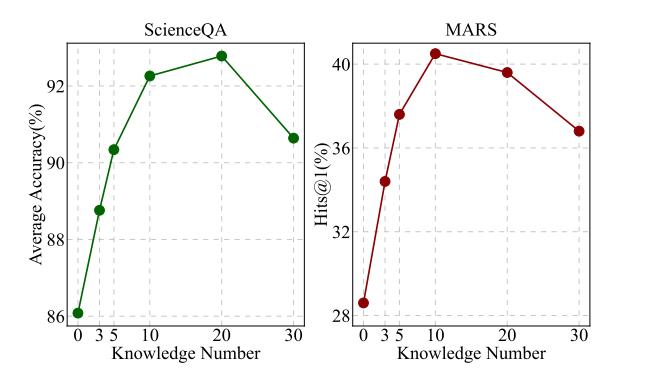 ScienceQA
Average Accuracy(%)
92
90
88
86
0 3 5 10 20 30
Knowledge Number
MARS
Hits@1(%)
40
36
32
28
0 3 5 10 20 30
Knowledge Number